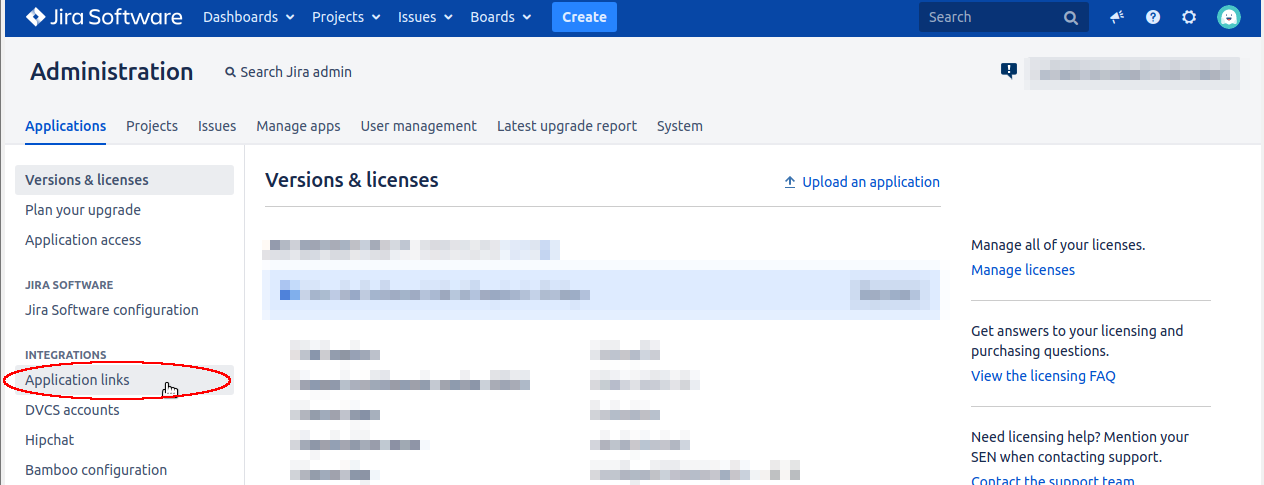 Jira Software Dashboards Projects Issues Boards Create Search
Administration Search Jira admin
Applications Projects Issues Manage apps User management Latest upgrade report System
Versions & licenses
Plan your upgrade
Application access
JIRA SOFTWARE
Jira Software configuration
INTEGRATIONS
Application links
DVCS accounts
Hipchat
Bamboo configuration
Versions & licenses
Upload an application
Manage all of your licenses.
Manage licenses
Get answers to your licensing and
purchasing questions.
View the licensing FAQ
Need licensing help? Mention your
SEN when contacting support.
Contact the support team